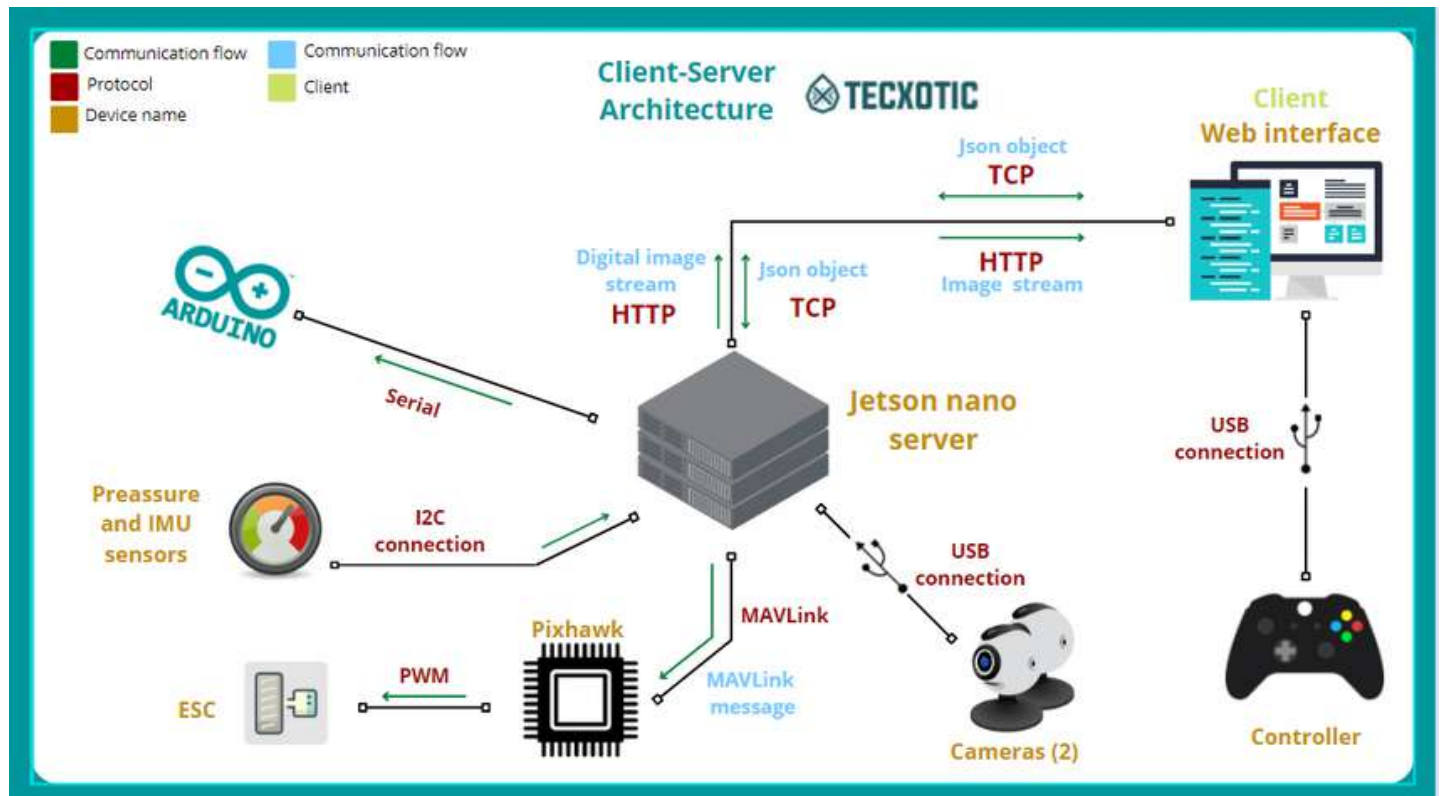 Communication flow
Protocol
Device name
Communication flow
Client
Client-Server
Architecture
TECXOTIC
Client
Web interface
Json object
TCP
HTTP
Image stream
Digital image
stream
HTTP
Json object
TCP
ARDUINO
Serial
Jetson nano
server
USB
connection
Preassure
and IMU
sensors
I2C
connection
USB
connection
MAVLink
MAVLink
message
Pixhawk
PWM
ESC
Cameras (2)
Controller